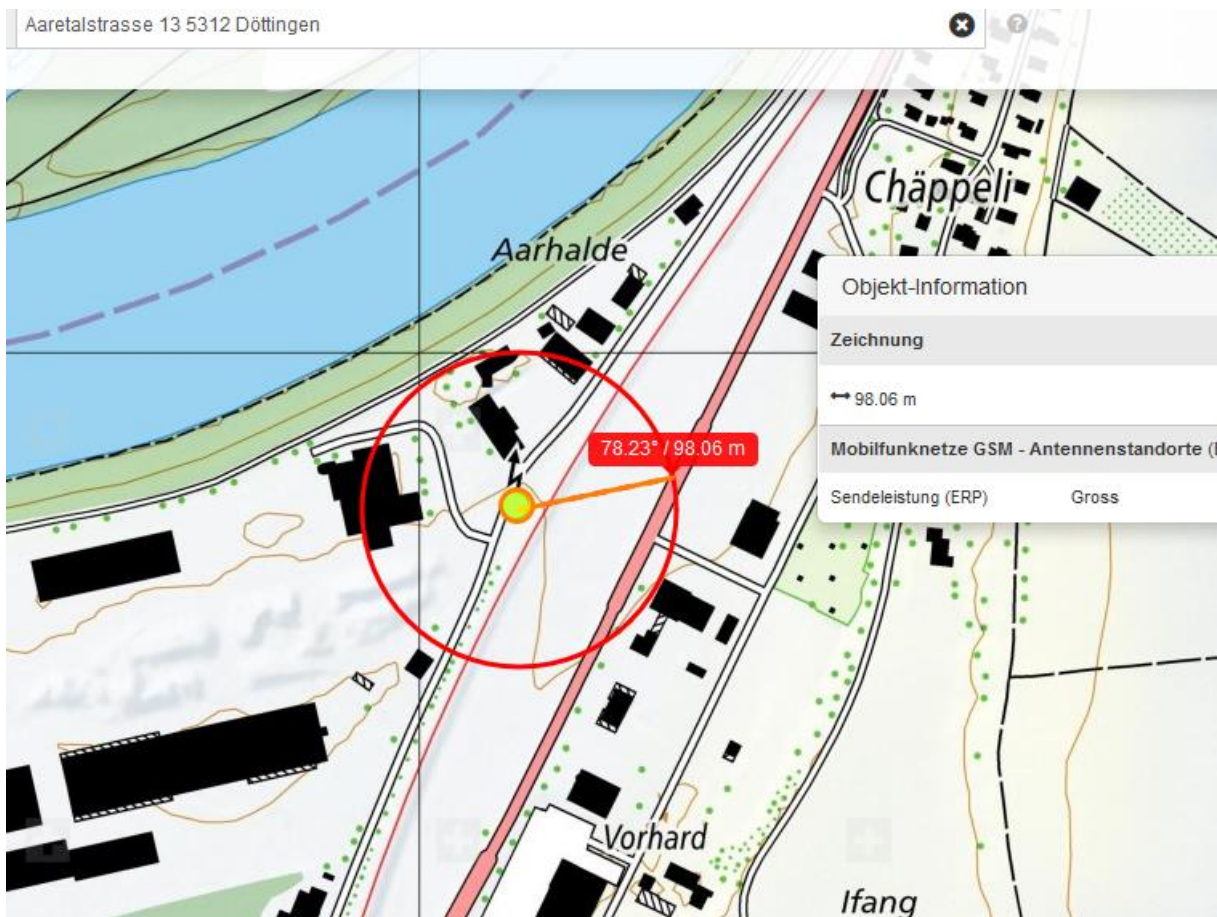 Aaretalstrasse 13 5312 Döttingen
Chäppeli
Aarhalde
Objekt-Information
Zeichnung
98.06 m
78.23° / 98.06 m
Mobilfunknetze GSM - Antennenstandorte
Sendeleistung (ERP) Gross
Vorhard
Ifang